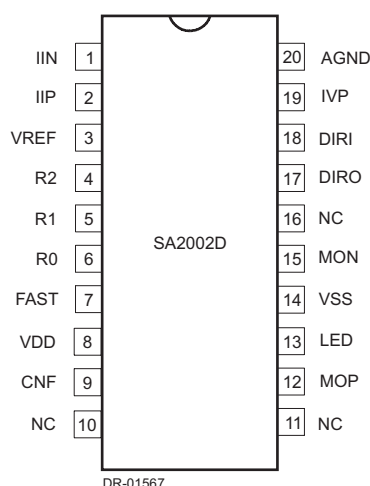 IIN 1 20 AGND
IIP 2 19 IVP
VREF 3 18 DIRI
R2 4 17 DIRO
R1 5 16 NC
SA2002D
R0 6 15 MON
FAST 7 14 VSS
VDD 8 13 LED
CNF 9 12 MOP
NC 10 11 NC
DR-01567